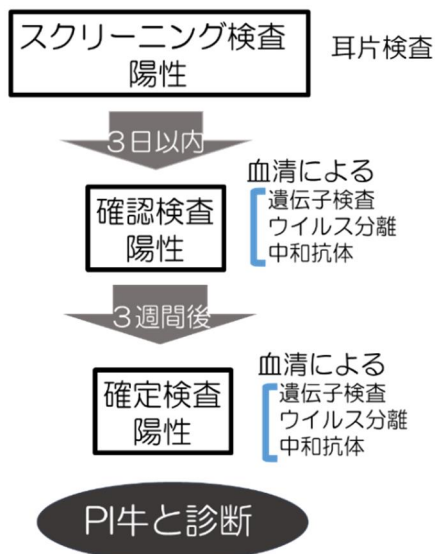 スクリーニング検査
陽性
耳片検査
3日以内
確認検査
陽性
血清による
遺伝子検査
ウイルス分離
中和抗体
3週間後
確定検査
陽性
血清による
遺伝子検査
ウイルス分離
中和抗体
PI牛と診断